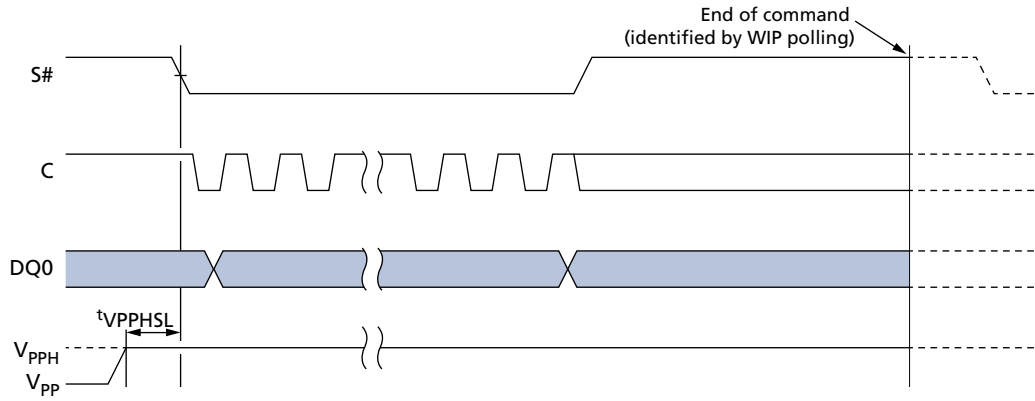 End of command
(identified by WIP polling)
S#
C
DQ0
tVPPHSL
VPPH
VPP